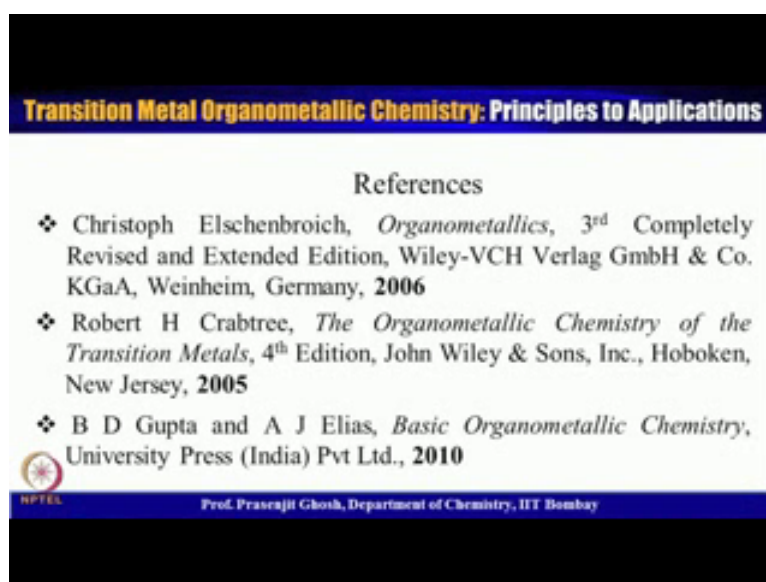 Transition Metal Organometallic Chemistry: Principles to Applications
References
❖ Christoph Elschenbroich, Organometallics, 3rd Completely
Revised and Extended Edition, Wiley-VCH Verlag GmbH & Co.
KGaA, Weinheim, Germany, 2006
❖ Robert H Crabtree, The Organometallic Chemistry of the
Transition Metals, 4th Edition, John Wiley & Sons, Inc., Hoboken,
New Jersey, 2005
❖ B D Gupta and A J Elias, Basic Organometallic Chemistry,
University Press (India) Pvt Ltd., 2010
NPTEL
Prof. Prasenjit Ghosh, Department of Chemistry, IIT Bombay